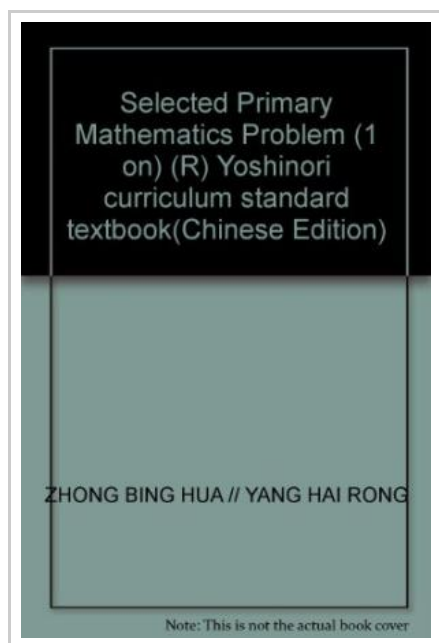 Selected Primary
Mathematics Problem (1
on) (R) Yoshinori
curriculum standard
textbook(Chinese Edition)
ZHONG BING HUA // YANG HAI RONG
Note: This is not the actual book cover